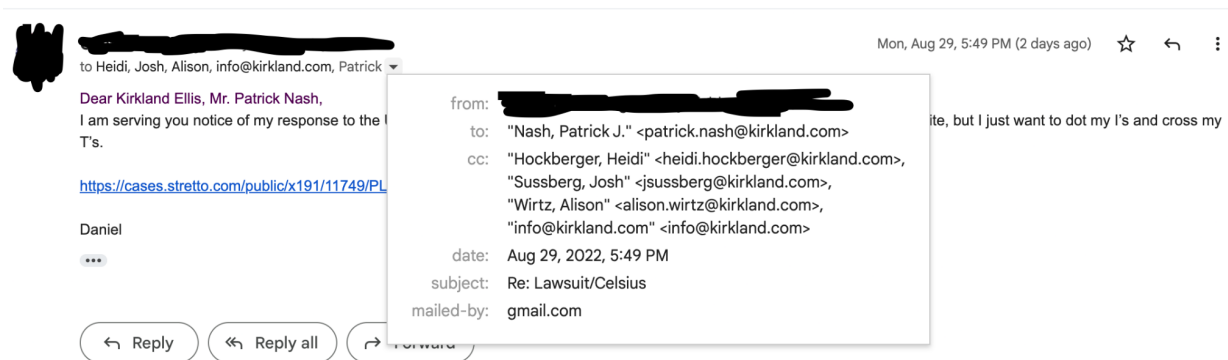 Mon, Aug 29, 5:49 PM (2 days ago)
to Heidi, Josh, Alison, info@kirkland.com, Patrick
Dear Kirkland Ellis, Mr. Patrick Nash,
I am serving you notice of my response to the ite, but I just want to dot my I's and cross my
T's.
https://cases.stretto.com/public/x191/11749/PL
Daniel
from:
to: "Nash, Patrick J." <patrick.nash@kirkland.com>
cc: "Hockberger, Heidi" <heidi.hockberger@kirkland.com>,
"Sussberg, Josh" <jsussberg@kirkland.com>,
"Wirtz, Alison" <alison.wirtz@kirkland.com>,
"info@kirkland.com" <info@kirkland.com>
date: Aug 29, 2022, 5:49 PM
subject: Re: Lawsuit/Celsius
mailed-by: gmail.com
Reply Reply all Forward